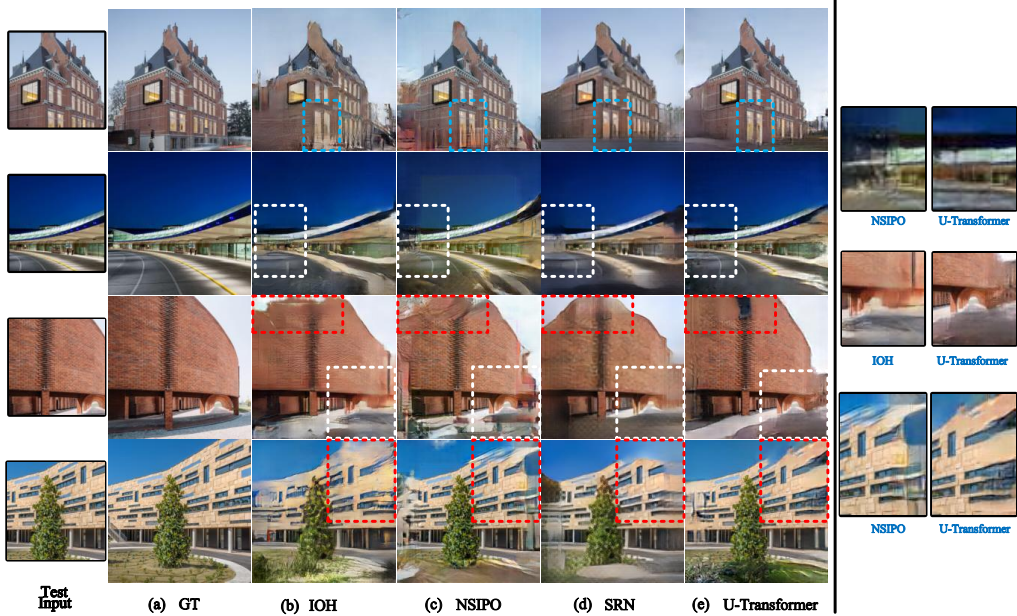 NSIPO U-Transformer
IOH U-Transformer
NSIPO U-Transformer
Test
Input
(a) GT (b) IOH (c) NSIPO (d) SRN (e) U-Transformer